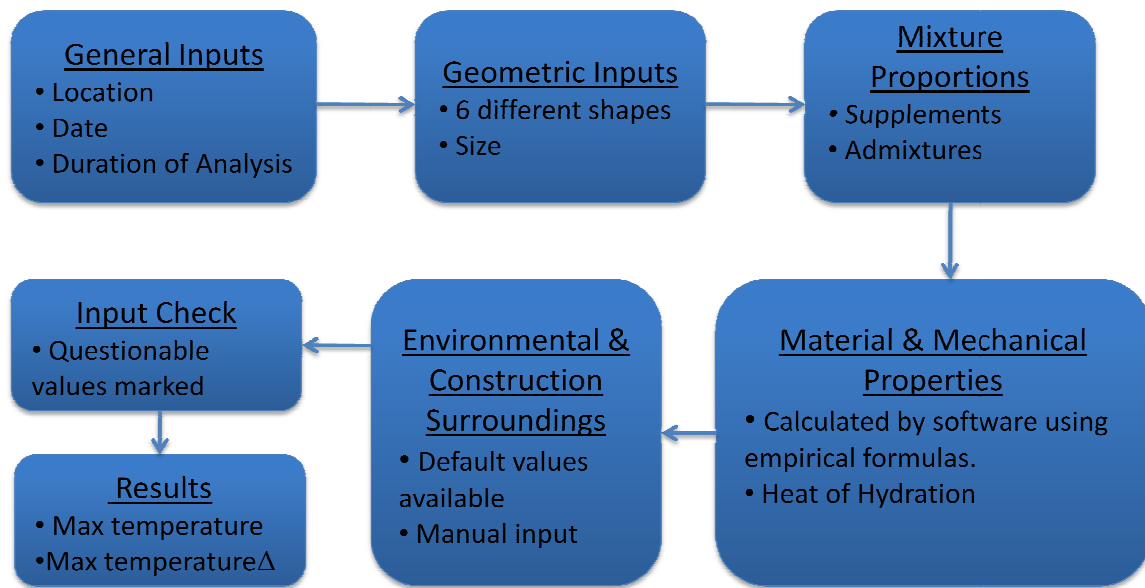 General Inputs
• Location
• Date
• Duration of Analysis
Geometric Inputs
• 6 different shapes
• Size
Mixture
Proportions
• Supplements
• Admixtures
Material & Mechanical
Properties
• Calculated by software using
empirical formulas.
• Heat of Hydration
Environmental &
Construction
Surroundings
• Default values
available
• Manual input
Input Check
• Questionable
values marked
Results
• Max temperature
•Max temperatureΔ